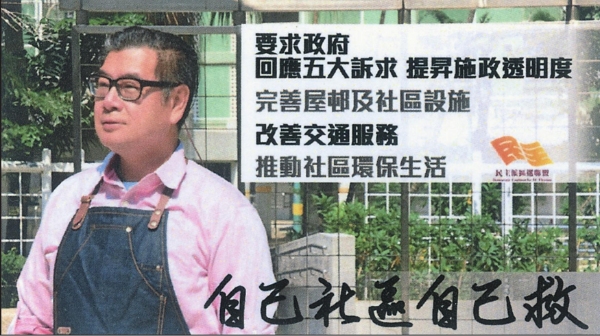 要求政府
回應五大訴求 提昇施政透明度
完善屋邨及社區設施
改善交通服務
推動社區環保生活
民主
自己社區自己救